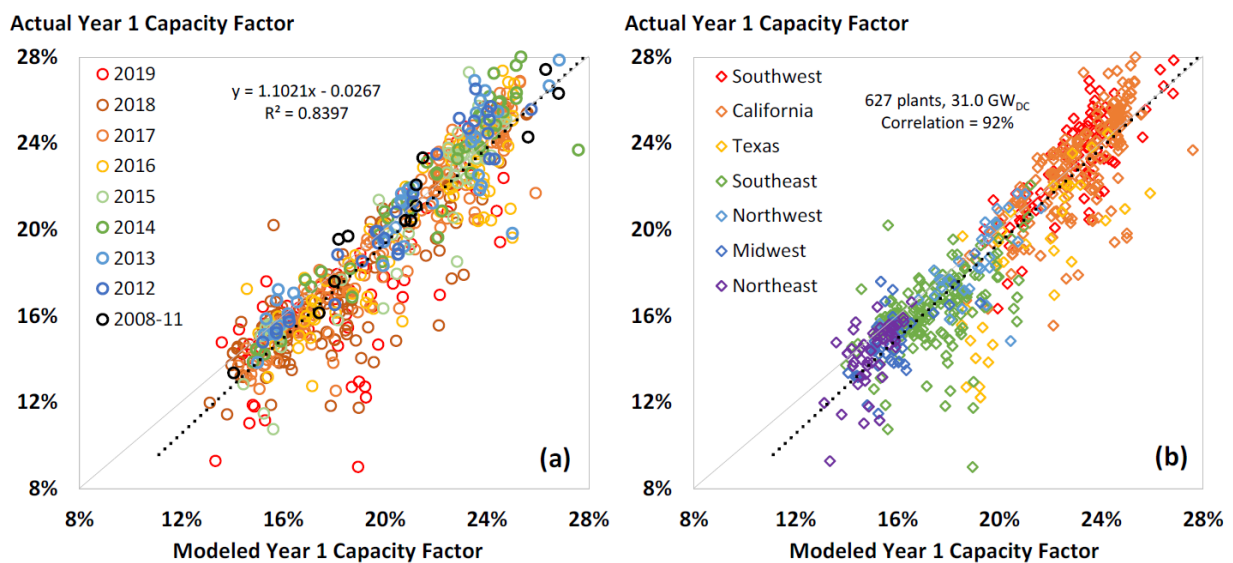 Actual Year 1 Capacity Factor
28%
24%
20%
16%
12%
8%
8% 12% 16% 20% 24% 28%
Modeled Year 1 Capacity Factor
2019
2018
2017
2016
2015
2014
2013
2012
2008-11
y = 1.1021x - 0.0267
R² = 0.8397
(a)
Actual Year 1 Capacity Factor
28%
24%
20%
16%
12%
8%
8% 12% 16% 20% 24% 28%
Modeled Year 1 Capacity Factor
Southwest
California
Texas
Southeast
Northwest
Midwest
Northeast
627 plants, 31.0 GWDC
Correlation = 92%
(b)